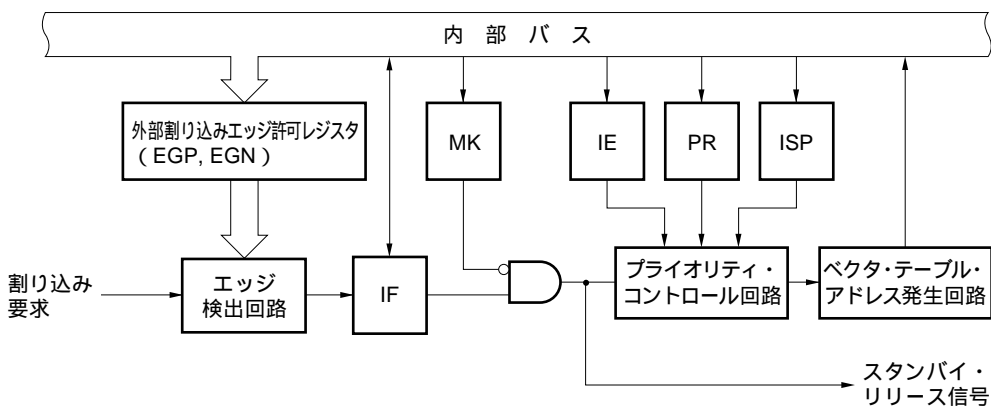 内 部 バ ス
外部割り込みエッジ許可レジスタ
( EGP, EGN )
MK
IE
PR
ISP
割り込み
要求
エッジ
検出回路
IF
プライオリティ・
コントロール回路
ベクタ・テーブル・
アドレス発生回路
スタンバイ・
リリース信号